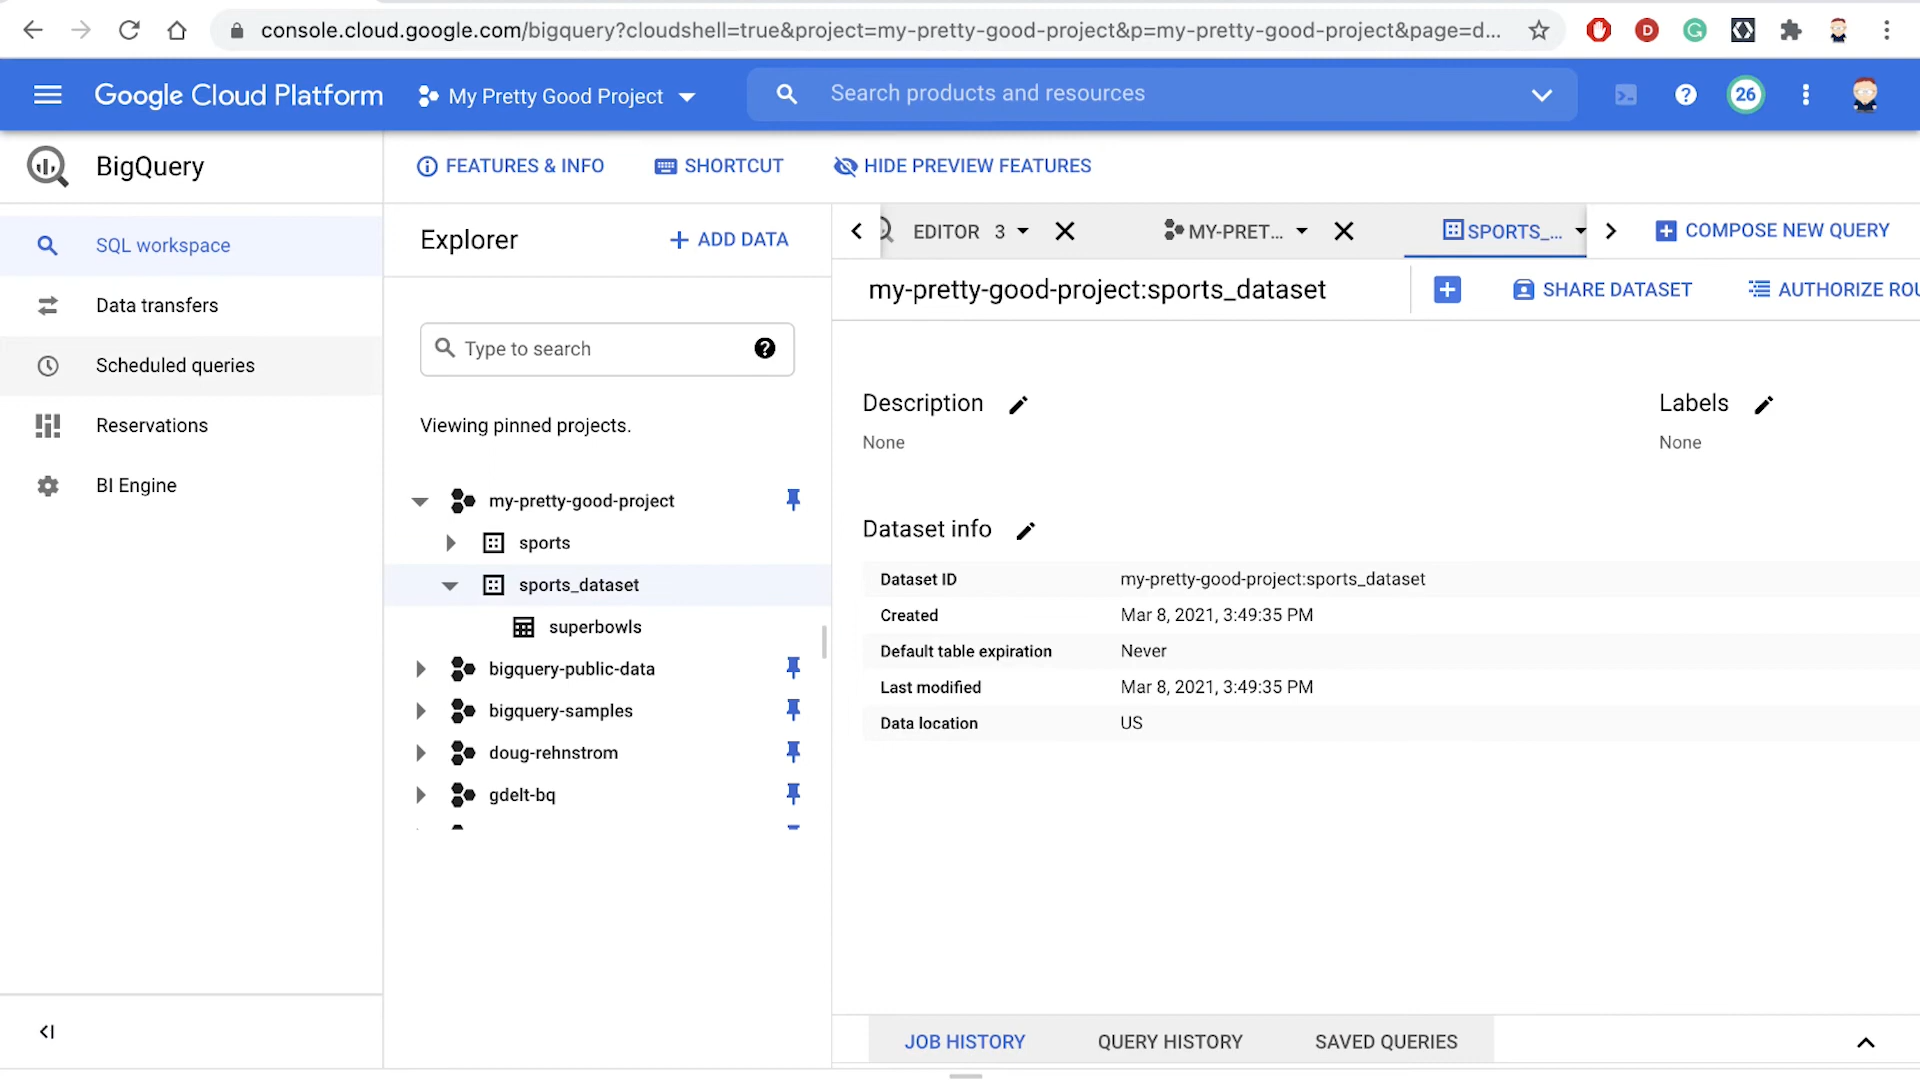 console.cloud.google.com/bigquery?cloudshell=true&project=my-pretty-good-project&p=my-pretty-good-project&page=d...
D
G
Google Cloud Platform
My Pretty Good Project
Search products and resources
26
BigQuery
FEATURES & INFO
SHORTCUT
HIDE PREVIEW FEATURES
SQL workspace
Data transfers
Scheduled queries
Reservations
BI Engine
Explorer
ADD DATA
Type to search
Viewing pinned projects.
my-pretty-good-project
sports
sports_dataset
superbowls
bigquery-public-data
bigquery-samples
doug-rehnstrom
gdelt-bq
EDITOR 3
MY-PRET...
SPORTS_...
COMPOSE NEW QUERY
my-pretty-good-project:sports_dataset
SHARE DATASET
AUTHORIZE ROU
Description
None
Labels
None
Dataset info
Dataset ID my-pretty-good-project:sports_dataset
Created Mar 8, 2021, 3:49:35 PM
Default table expiration Never
Last modified Mar 8, 2021, 3:49:35 PM
Data location US
JOB HISTORY
QUERY HISTORY
SAVED QUERIES